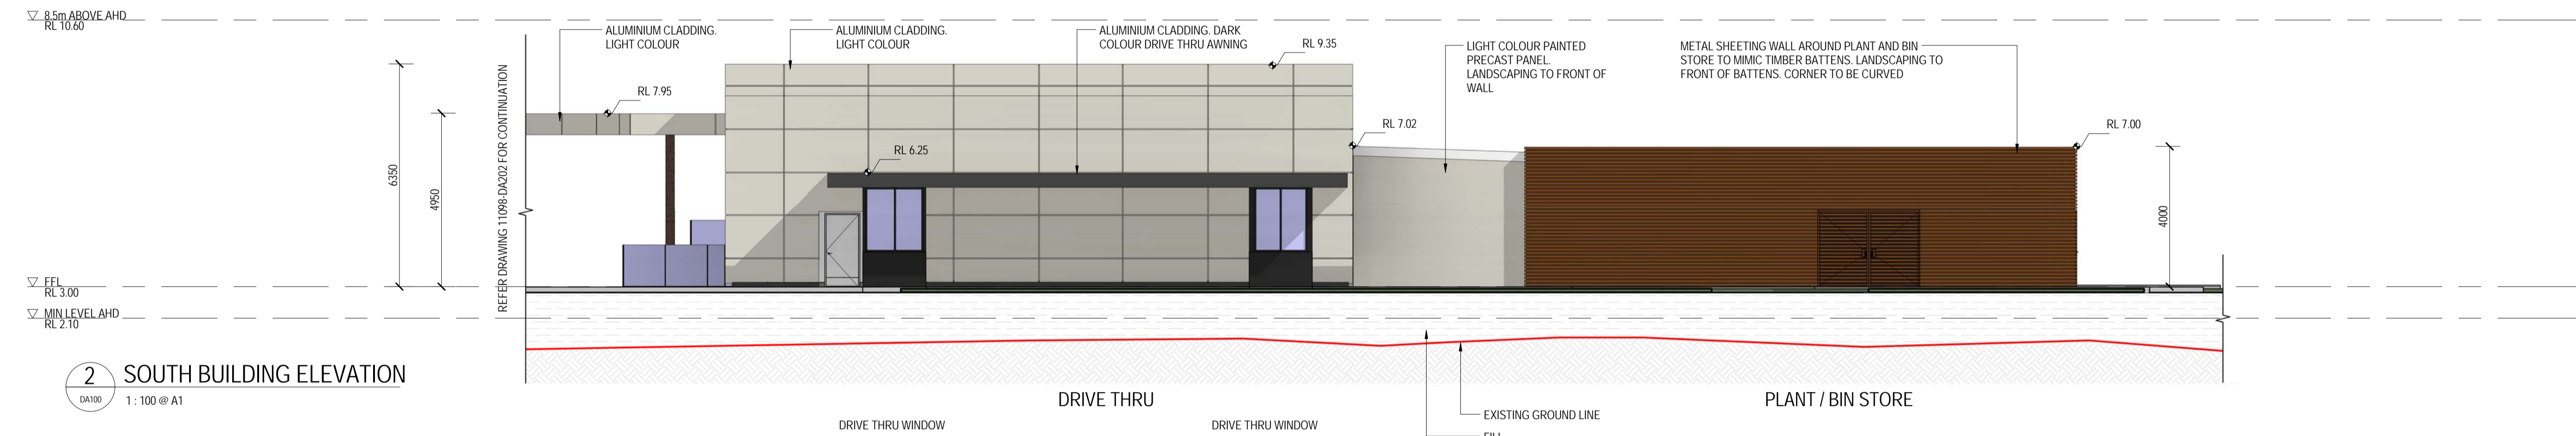 8.5m ABOVE AHD
RL 10.60
ALUMINIUM CLADDING.
LIGHT COLOUR
ALUMINIUM CLADDING.
LIGHT COLOUR
ALUMINIUM CLADDING. DARK
COLOUR DRIVE THRU AWNING
RL 9.35
LIGHT COLOUR PAINTED
PRECAST PANEL.
LANDSCAPING TO FRONT OF
WALL
METAL SHEETING WALL AROUND PLANT AND BIN
STORE TO MIMIC TIMBER BATTENS. LANDSCAPING TO
FRONT OF BATTENS. CORNER TO BE CURVED
RL 7.95
RL 7.02
RL 7.00
RL 6.25
6350
4950
REFER DRAWING 11098-DA202 FOR CONTINUATION
4000
FFL
RL 3.00
MIN LEVEL AHD
RL 2.10
2
DA100
SOUTH BUILDING ELEVATION
1 : 100 @ A1
DRIVE THRU
PLANT / BIN STORE
EXISTING GROUND LINE
DRIVE THRU WINDOW
DRIVE THRU WINDOW
FILL